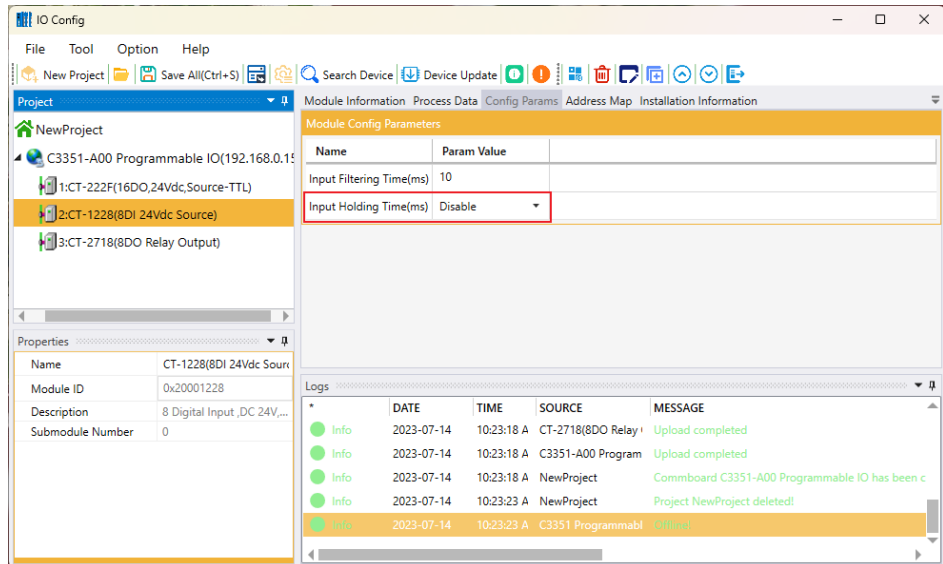 IO Config
File Tool Option Help
New Project Save All(Ctrl+S) Search Device Device Update
Project
NewProject
C3351-A00 Programmable IO(192.168.0.15
1:CT-222F(16DO,24Vdc,Source-TTL)
2:CT-1228(8DI 24Vdc Source)
3:CT-2718(8DO Relay Output)
Properties
Name CT-1228(8DI 24Vdc Sourc
Module ID 0x20001228
Description 8 Digital Input ,DC 24V,...
Submodule Number 0
Module Information Process Data Config Params Address Map Installation Information
Module Config Parameters
Name Param Value
Input Filtering Time(ms) 10
Input Holding Time(ms) Disable
Logs
* DATE TIME SOURCE MESSAGE
Info 2023-07-14 10:23:18 A CT-2718(8DO Relay Upload completed
Info 2023-07-14 10:23:18 A C3351-A00 Program Upload completed
Info 2023-07-14 10:23:18 A NewProject Commboard C3351-A00 Programmable IO has been c
Info 2023-07-14 10:23:23 A NewProject Project NewProject deleted!
Info 2023-07-14 10:23:23 A C3351 Programmabl